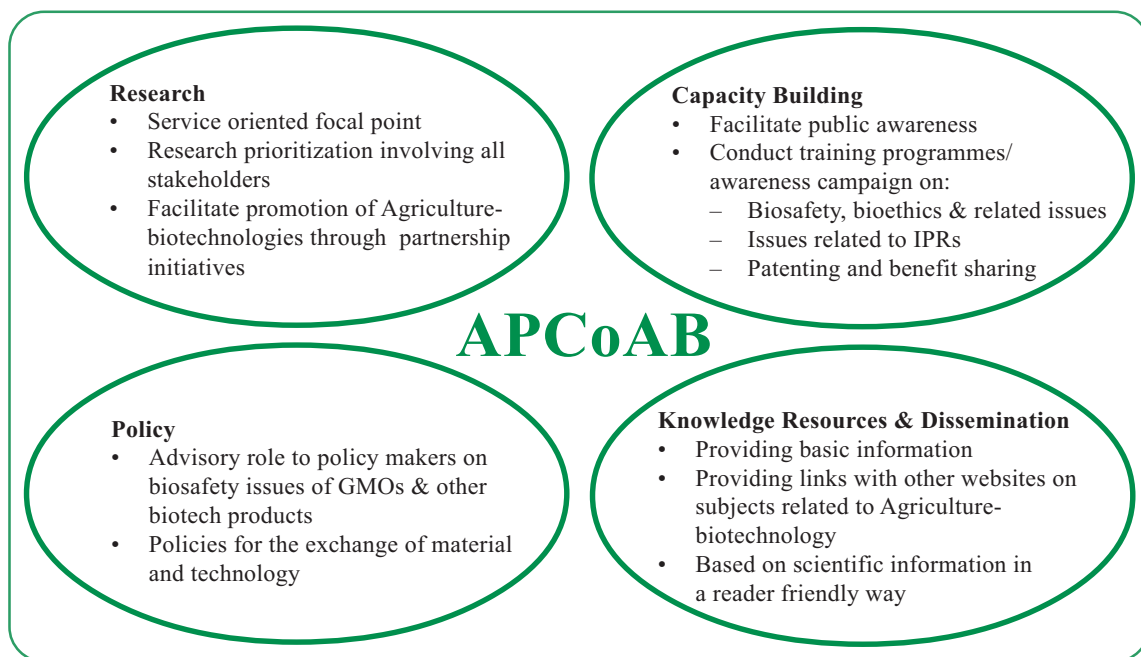 Research
• Service oriented focal point
• Research prioritization involving all
stakeholders
• Facilitate promotion of Agriculture-
biotechnologies through partnership
initiatives
Capacity Building
• Facilitate public awareness
• Conduct training programmes/
awareness campaign on:
– Biosafety, bioethics & related issues
– Issues related to IPRs
– Patenting and benefit sharing
APCoAB
Policy
• Advisory role to policy makers on
biosafety issues of GMOs & other
biotech products
• Policies for the exchange of material
and technology
Knowledge Resources & Dissemination
• Providing basic information
• Providing links with other websites on
subjects related to Agriculture-
biotechnology
• Based on scientific information in
a reader friendly way